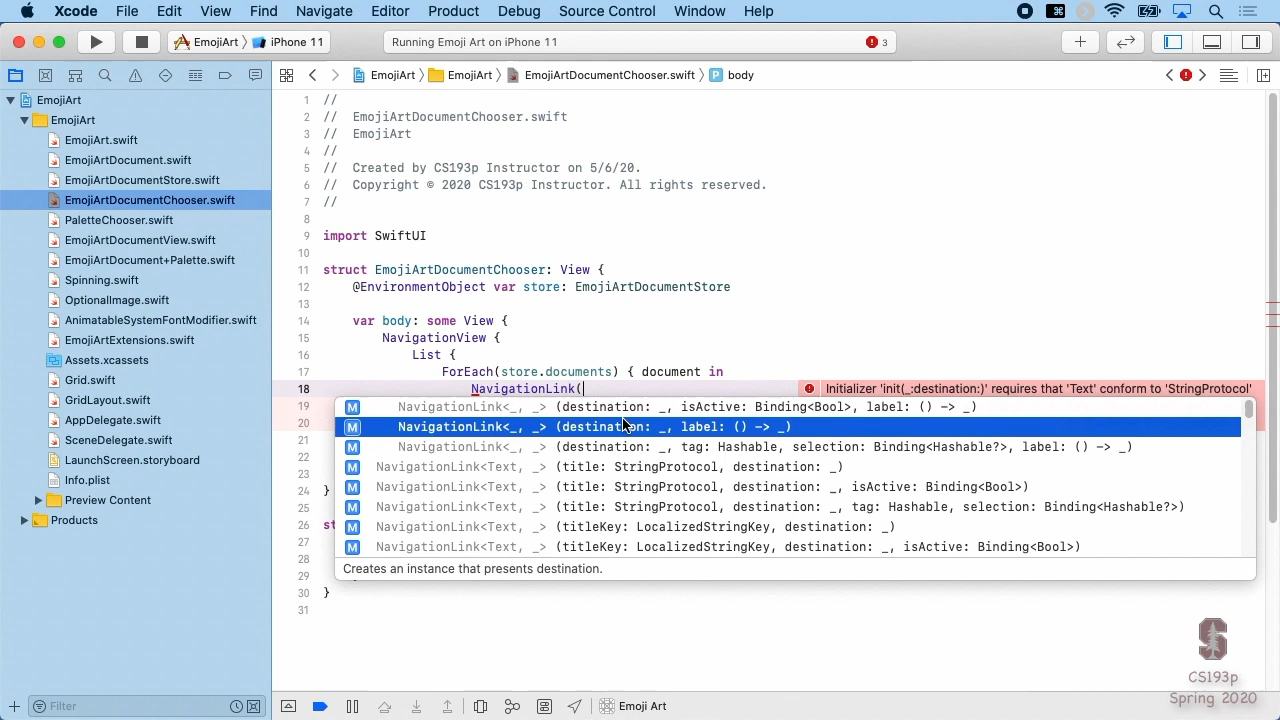 Xcode File Edit View Find Navigate Editor Product Debug Source Control Window Help
EmojiArt iPhone 11 Running Emoji Art on iPhone 11 3
EmojiArt EmojiArt EmojiArtDocumentChooser.swift body
EmojiArt
EmojiArt
EmojiArt.swift
EmojiArtDocument.swift
EmojiArtDocumentStore.swift
EmojiArtDocumentChooser.swift
PaletteChooser.swift
EmojiArtDocumentView.swift
EmojiArtDocument+Palette.swift
Spinning.swift
OptionalImage.swift
AnimatableSystemFontModifier.swift
EmojiArtExtensions.swift
Assets.xcassets
Grid.swift
GridLayout.swift
AppDelegate.swift
SceneDelegate.swift
LaunchScreen.storyboard
Info.plist
Preview Content
Products
Filter
1 //
2 // EmojiArtDocumentChooser.swift
3 // EmojiArt
4 //
5 // Created by CS193p Instructor on 5/6/20.
6 // Copyright © 2020 CS193p Instructor. All rights reserved.
7 //
8
9 import SwiftUI
10
11 struct EmojiArtDocumentChooser: View {
12 @EnvironmentObject var store: EmojiArtDocumentStore
13
14 var body: some View {
15 NavigationView {
16 List {
17 ForEach(store.documents) { document in
18 NavigationLink( Initializer 'init(_:destination:)' requires that 'Text' conform to 'StringProtocol'
19
20
21
22
23
24 }
25
26 st
27
28
29
30 }
31
M NavigationLink<_, _> (destination: _, isActive: Binding<Bool>, label: () -> _)
M NavigationLink<_, _> (destination: _, label: () -> _)
M NavigationLink<_, _> (destination: _, tag: Hashable, selection: Binding<Hashable?>, label: () -> _)
M NavigationLink<Text, _> (title: StringProtocol, destination: _)
M NavigationLink<Text, _> (title: StringProtocol, destination: _, isActive: Binding<Bool>)
M NavigationLink<Text, _> (title: StringProtocol, destination: _, tag: Hashable, selection: Binding<Hashable?>)
M NavigationLink<Text, _> (titleKey: LocalizedStringKey, destination: _)
M NavigationLink<Text, _> (titleKey: LocalizedStringKey, destination: _, isActive: Binding<Bool>)
Creates an instance that presents destination.
Emoji Art
CS193p
Spring 2020